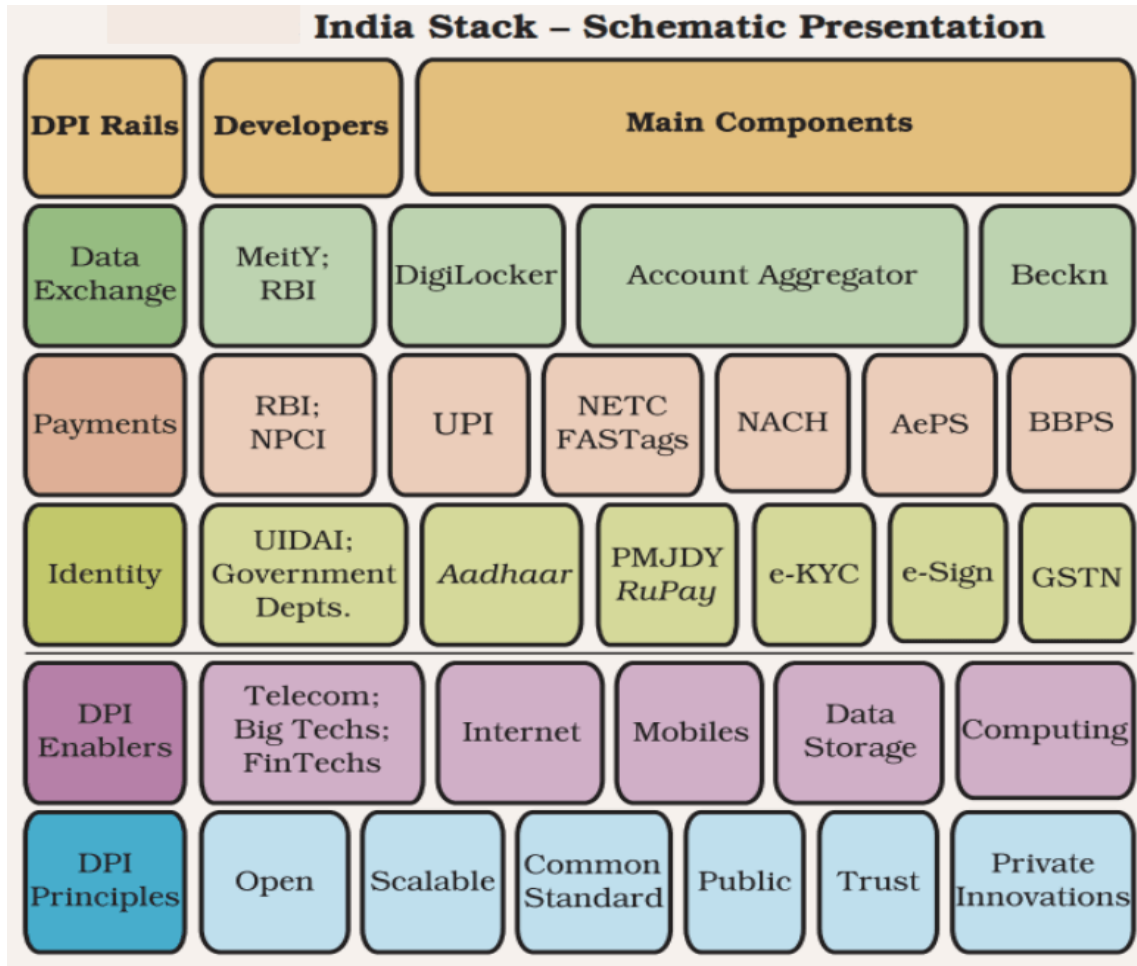 India Stack – Schematic Presentation
DPI Rails
Developers
Main Components
Data
Exchange
MeitY;
RBI
DigiLocker
Account Aggregator
Beckn
Payments
RBI;
NPCI
UPI
NETC
FASTags
NACH
AePS
BBPS
Identity
UIDAI;
Government
Depts.
Aadhaar
PMJDY
RuPay
e-KYC
e-Sign
GSTN
DPI
Enablers
Telecom;
Big Techs;
FinTechs
Internet
Mobiles
Data
Storage
Computing
DPI
Principles
Open
Scalable
Common
Standard
Public
Trust
Private
Innovations